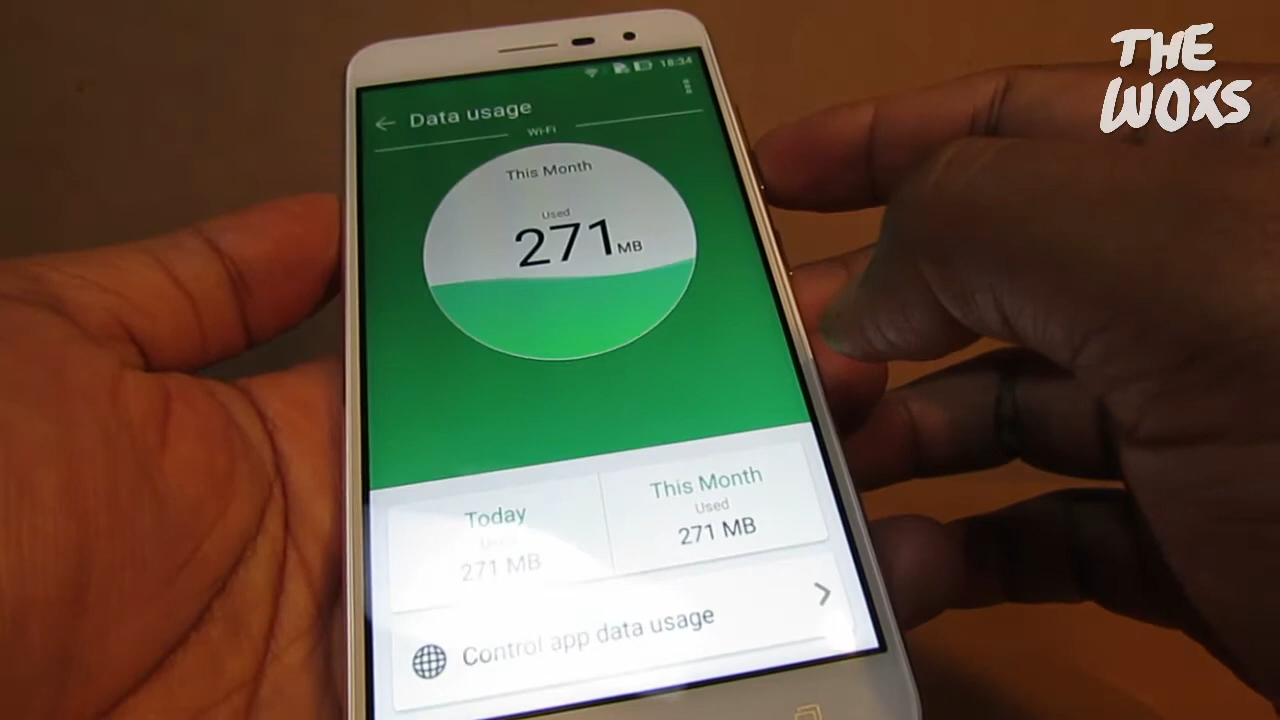 THE
WOXS
18:34
Data usage
Wi-Fi
This Month
Used
271 MB
Today
Used
271 MB
This Month
Used
271 MB
Control app data usage